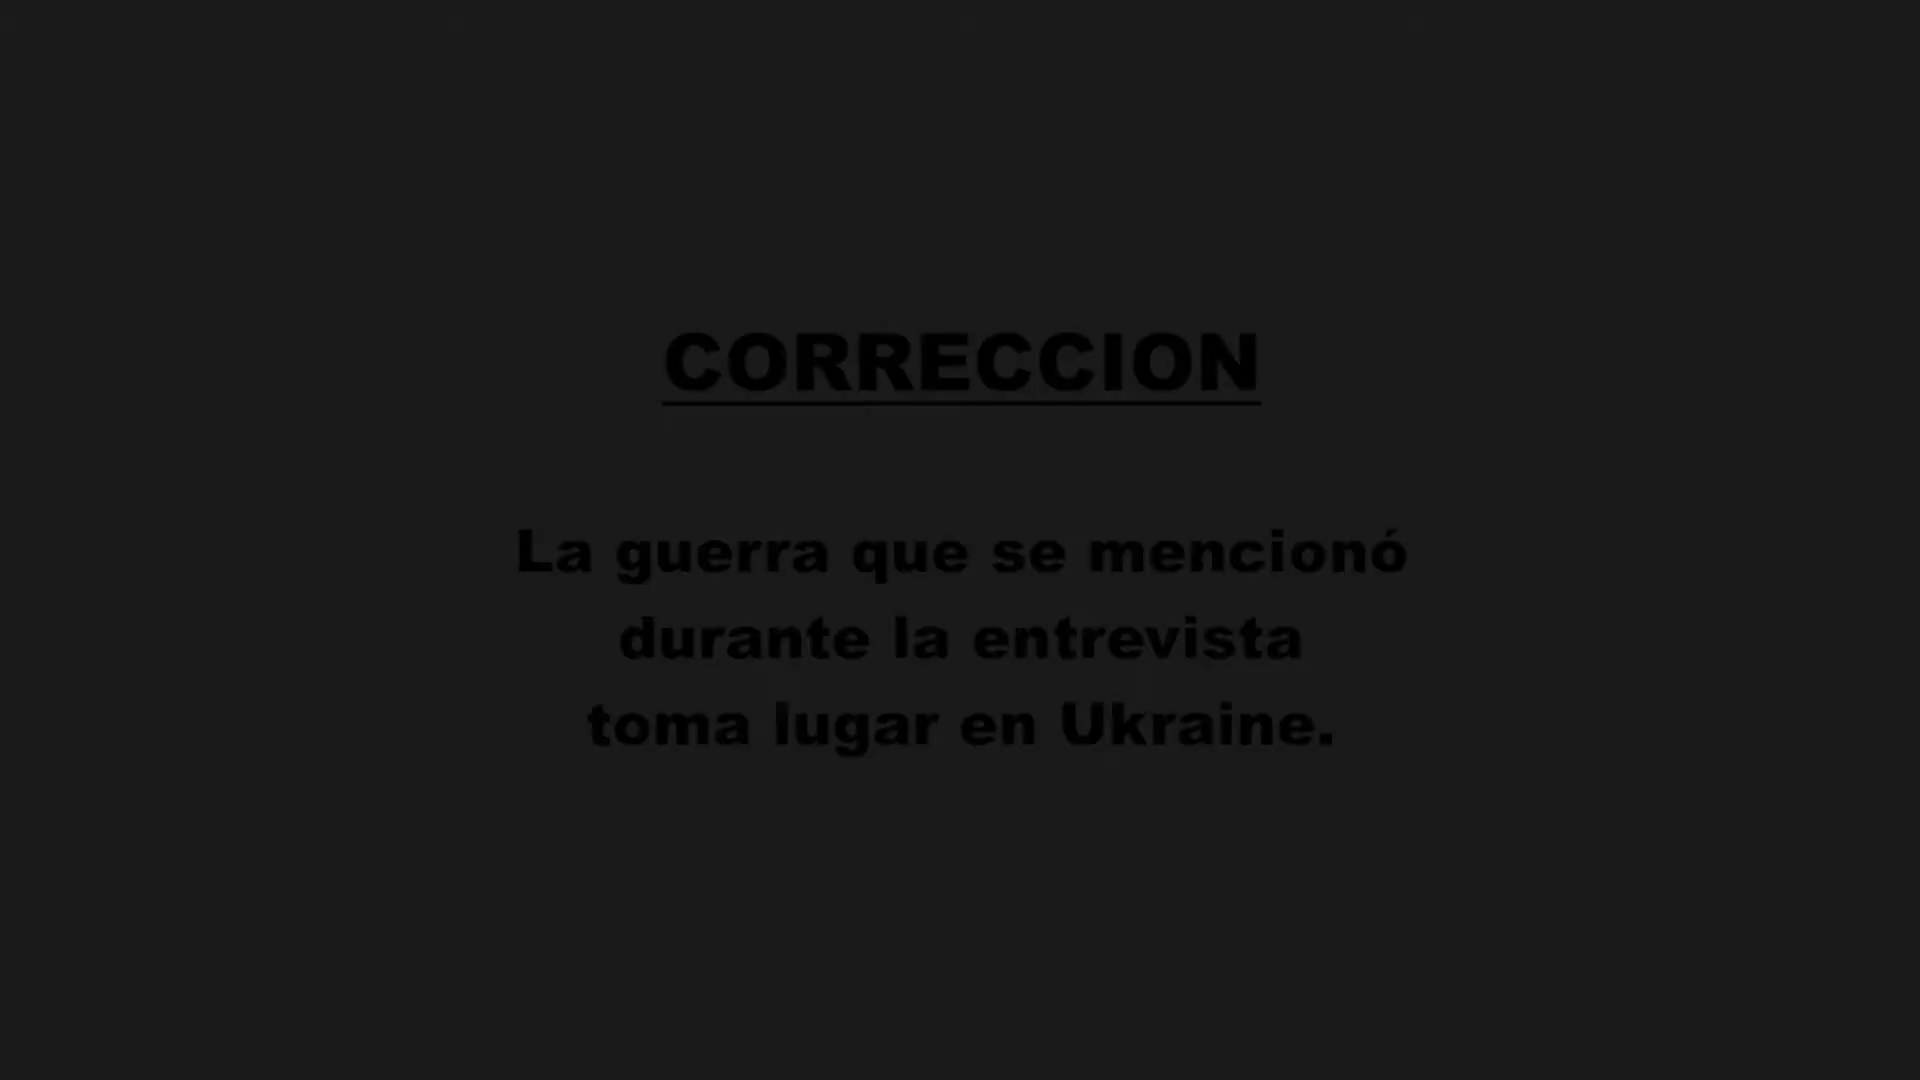 CORRECCION
La guerra que se mencionó
durante la entrevista
toma lugar en Ukraine.